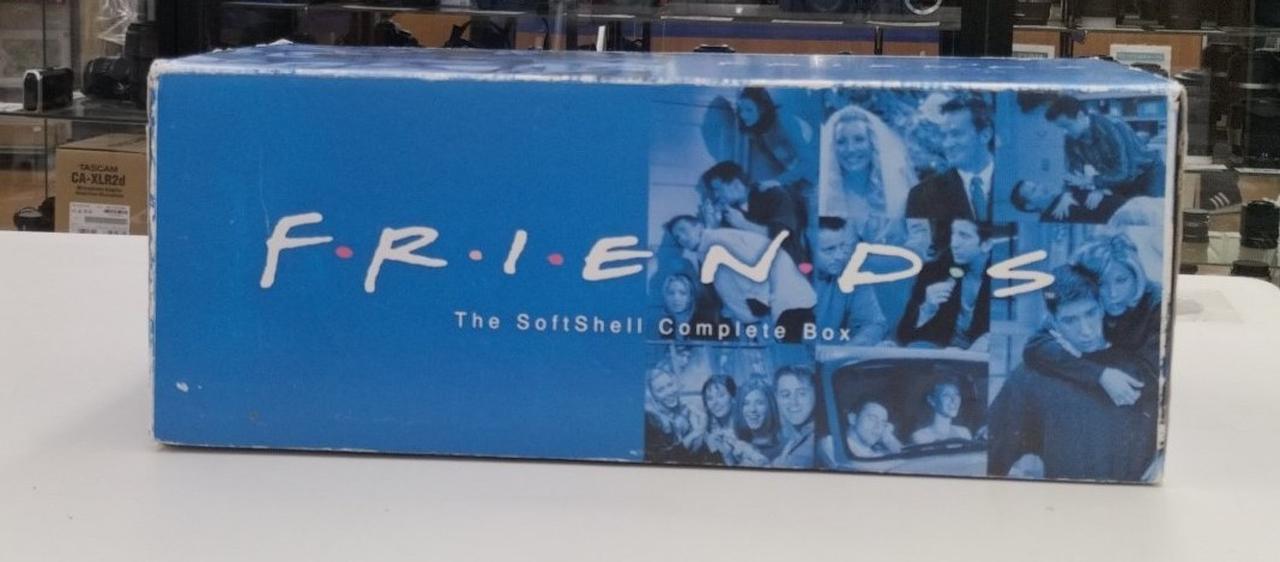 TASCAM
CA-XLR2d
F·R·I·E·N·D·S
The SoftShell Complete Box